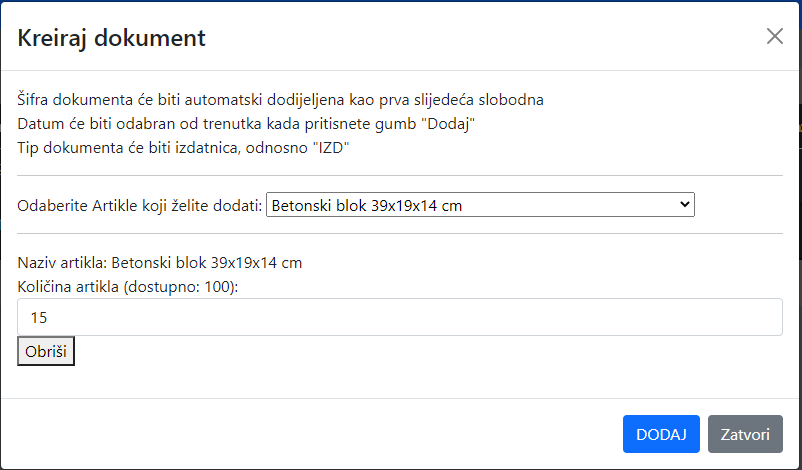 Kreiraj dokument
Šifra dokumenta će biti automatski dodijeljena kao prva slijedeća slobodna
Datum će biti odabran od trenutka kada pritisnete gumb "Dodaj"
Tip dokumenta će biti izdatnica, odnosno "IZD"
Odaberite Artikle koji želite dodati: Betonski blok 39x19x14 cm
Naziv artikla: Betonski blok 39x19x14 cm
Količina artikla (dostupno: 100):
15
Obriši
DODAJ Zatvori